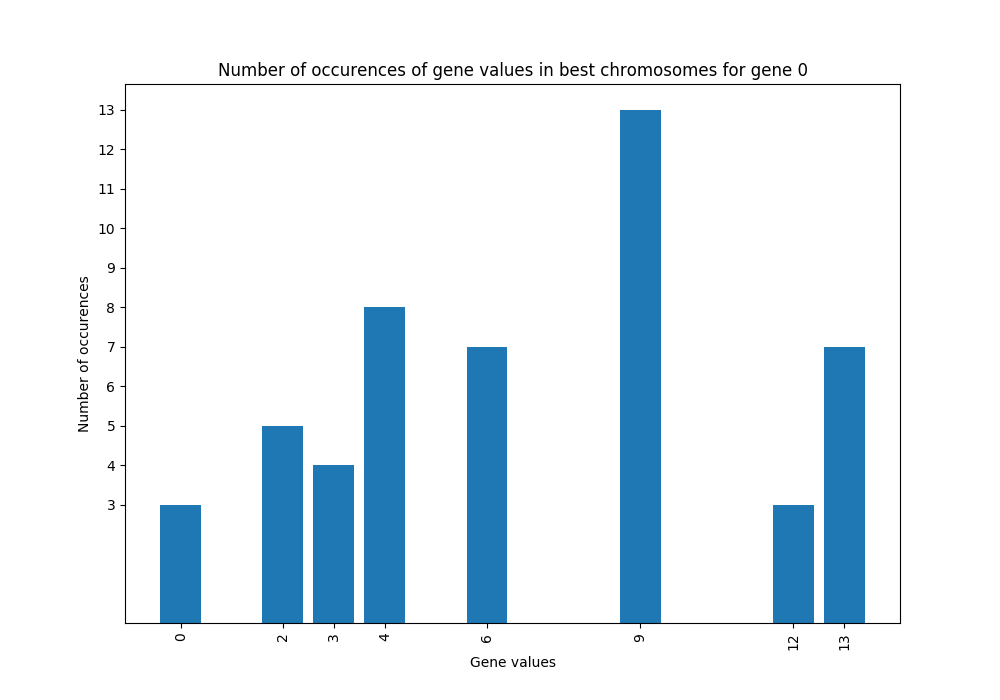 Number of occurences of gene values in best chromosomes for gene 0
13
12
11
10
9
8
7
6
5
4
3
Number of occurences
0 2 3 4 6 9 12 13
Gene values